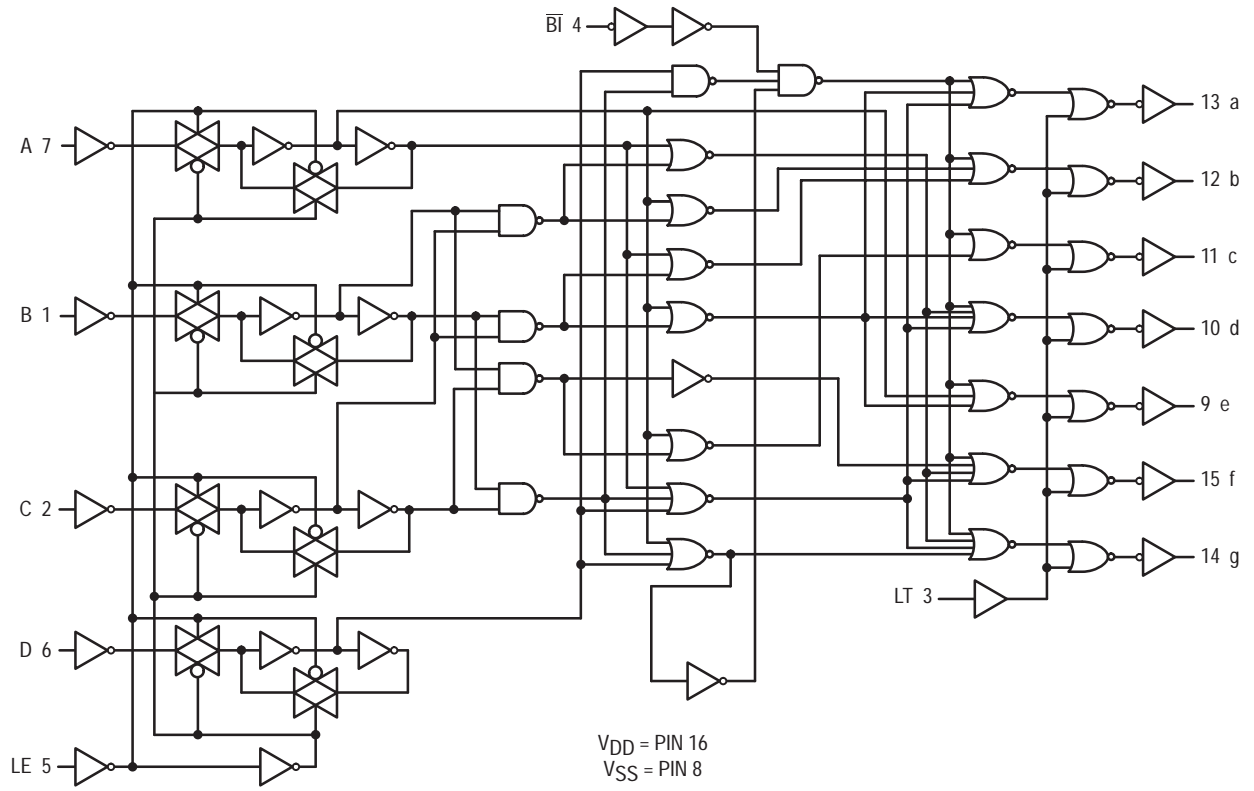 BI 4
A 7
B 1
C 2
D 6
LE 5
13 a
12 b
11 c
10 d
9 e
15 f
14 g
LT 3
VDD = PIN 16
VSS = PIN 8